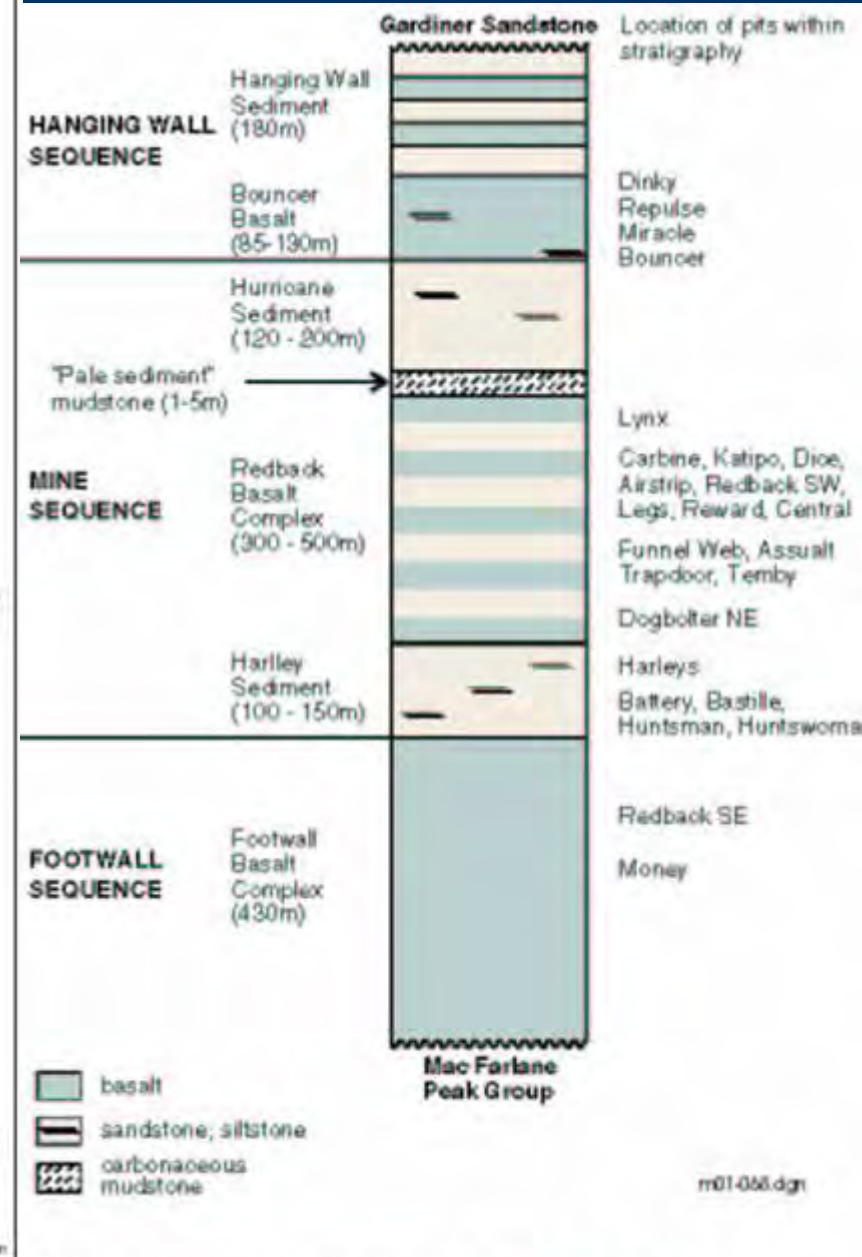 Gardiner Sandstone
Location of pits within
stratigraphy
Hanging Wall
Sediment
(180m)
HANGING WALL
SEQUENCE
Bouncer
Basalt
(85-130m)
Dinky
Repulse
Miracle
Bouncer
Hurricane
Sediment
(120 - 200m)
"Pale sediment"
mudstone (1-5m)
MINE
SEQUENCE
Redback
Basalt
Complex
(300 - 500m)
Lynx
Carbine, Katipo, Dice,
Airstrip, Redback SW,
Legs, Reward, Central
Funnel Web, Assualt
Trapdoor, Temby
Dogbolter NE
Harlley
Sediment
(100 - 150m)
Harleys
Battery, Bastille,
Huntsman, Huntswoma
FOOTWALL
SEQUENCE
Footwall
Basalt
Complex
(430m)
Redback SE
Money
Mac Farlane
Peak Group
basalt
sandstone; siltstone
carbonaceous
mudstone
m01-068.dgn